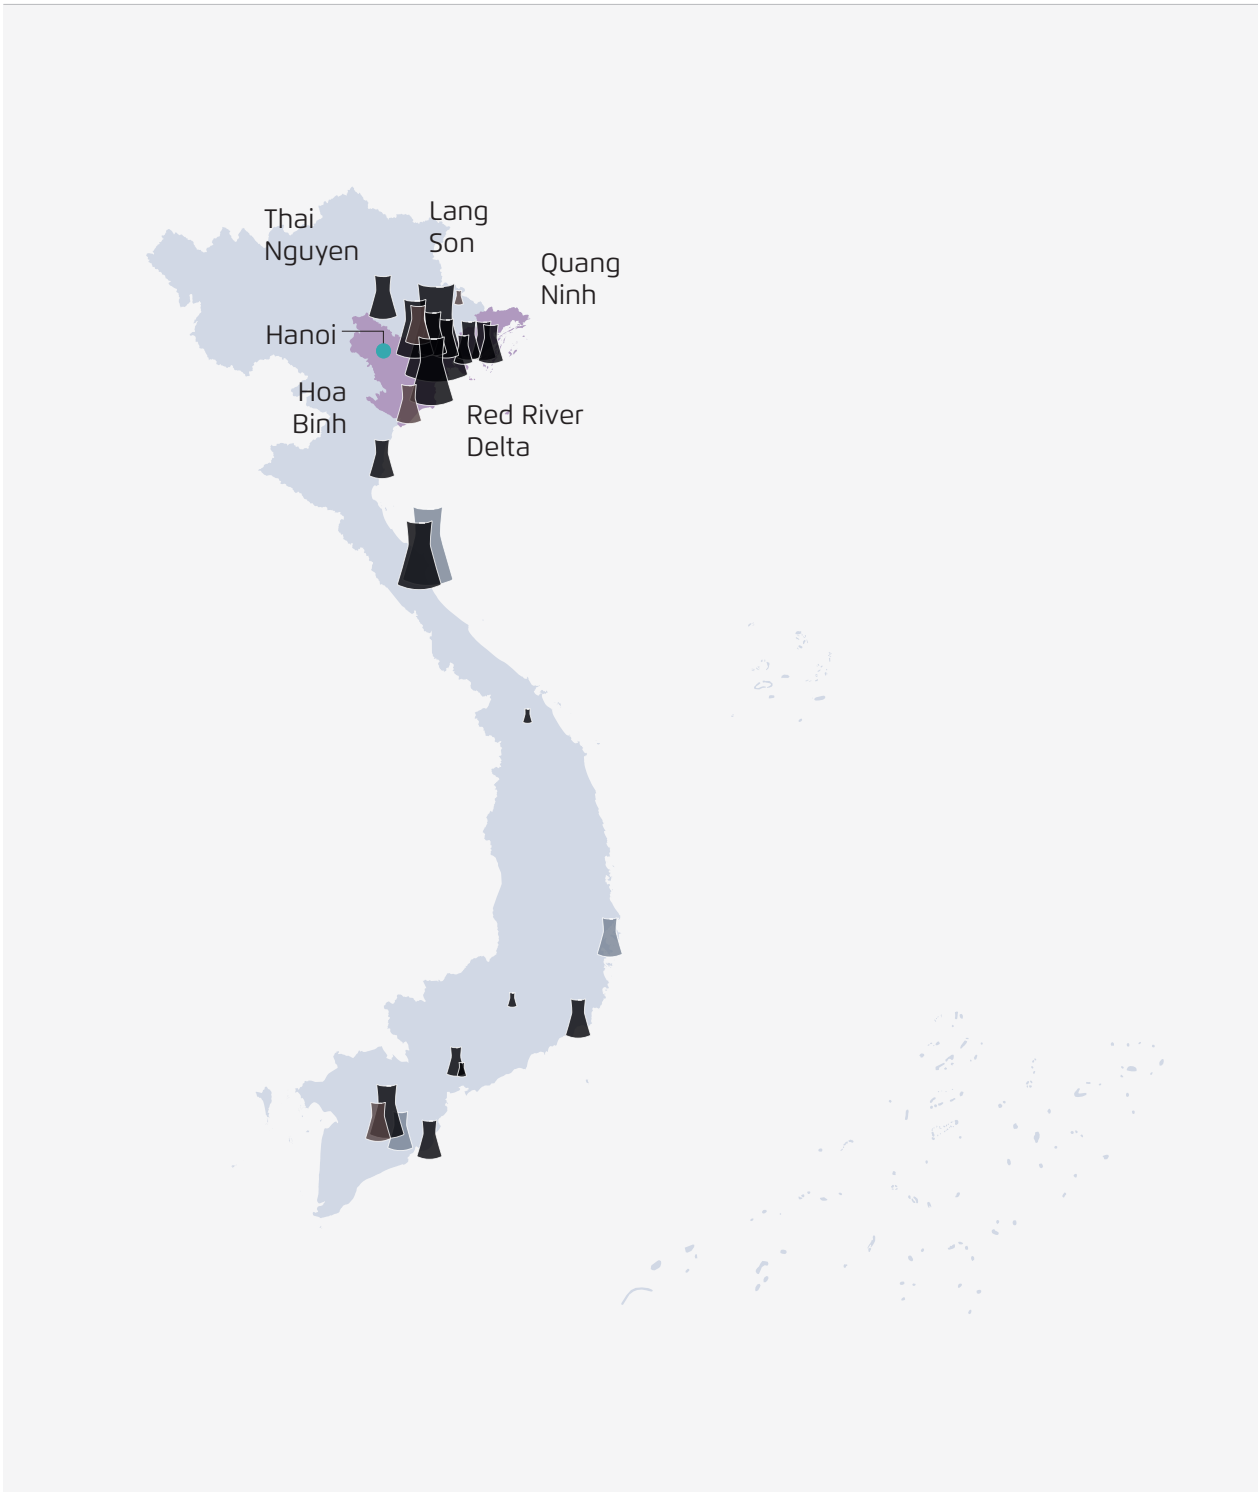 Thai
Nguyen
Lang
Son
Quang
Ninh
Hanoi
Hoa
Binh
Red River
Delta